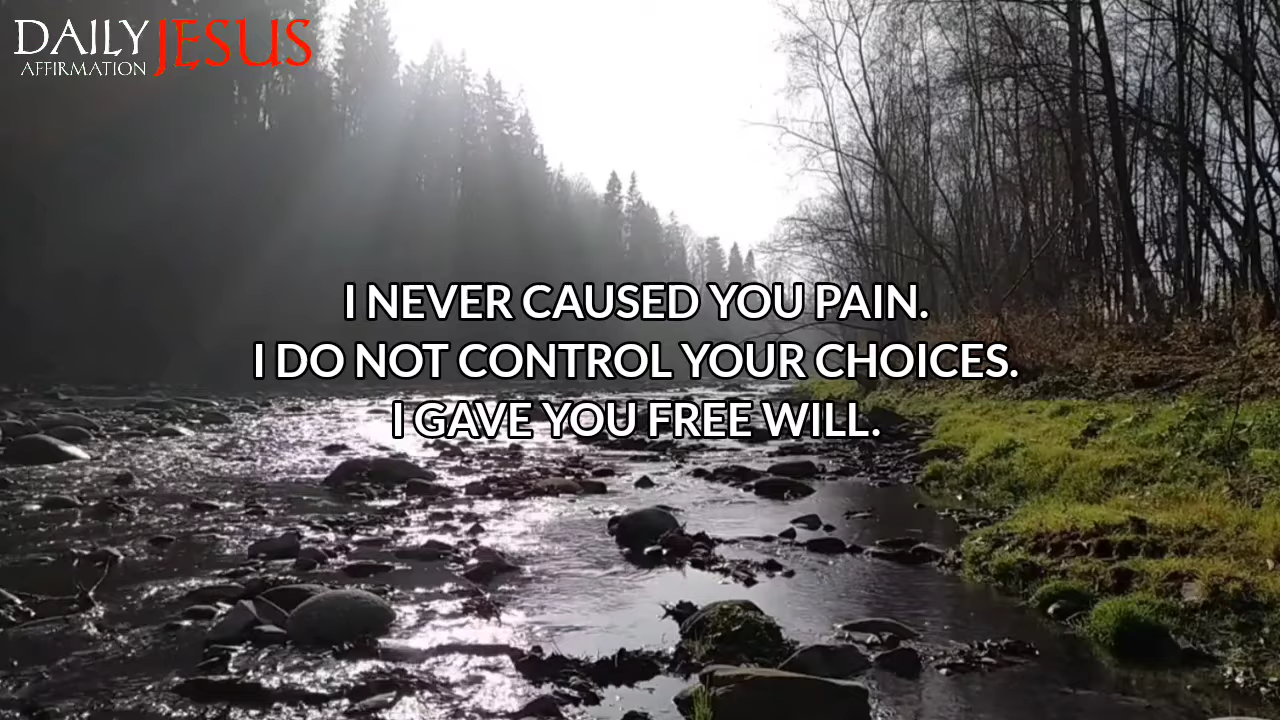 DAILY JESUS
AFFIRMATION
I NEVER CAUSED YOU PAIN.
I DO NOT CONTROL YOUR CHOICES.
I GAVE YOU FREE WILL.